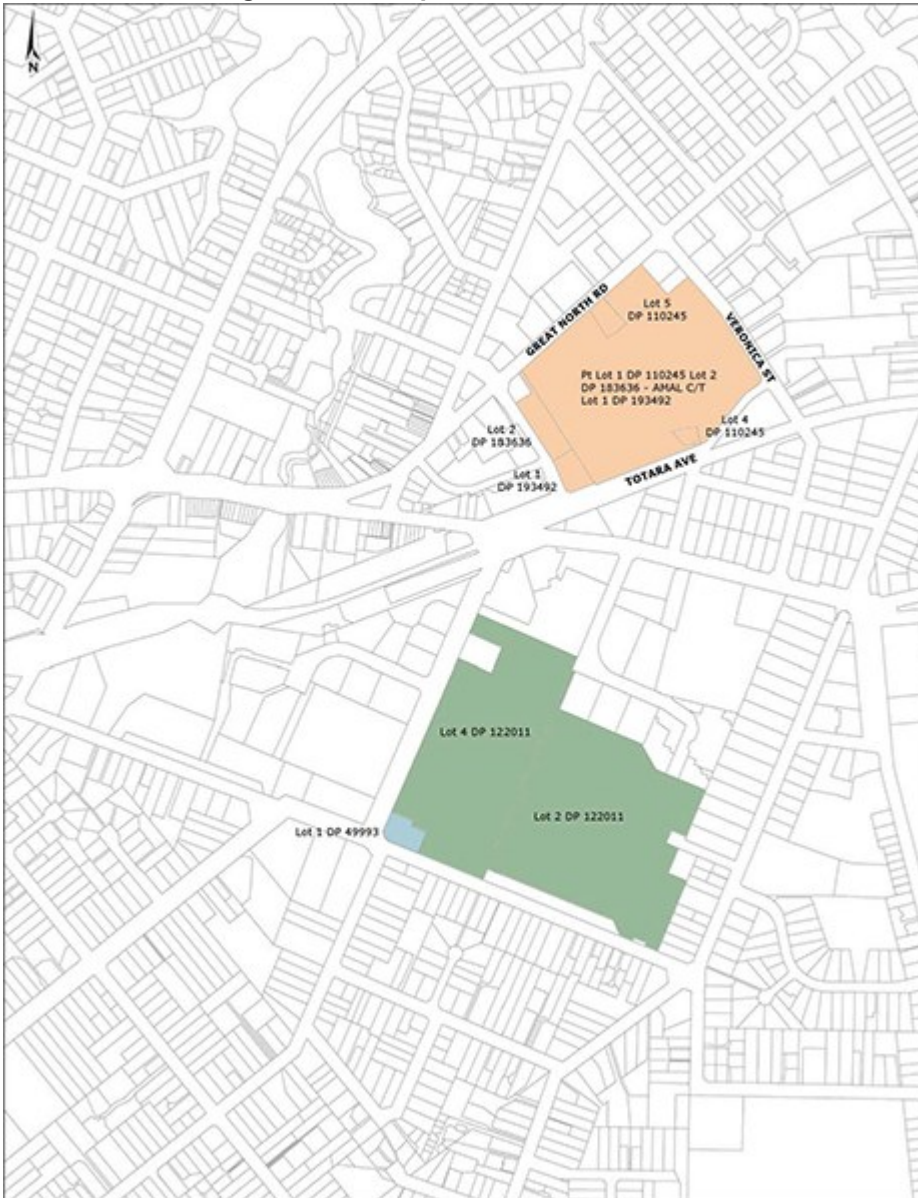 N
GREAT NORTH RD
Lot 5
DP 110245
VERONICA ST
Pt Lot 1 DP 110245 Lot 2
DP 183636 - AMAL C/T
Lot 1 DP 193492
Lot 4
DP 110245
Lot 2
DP 183636
TOTARA AVE
Lot 1
DP 193492
Lot 4 DP 122011
Lot 2 DP 122011
Lot 1 DP 49993